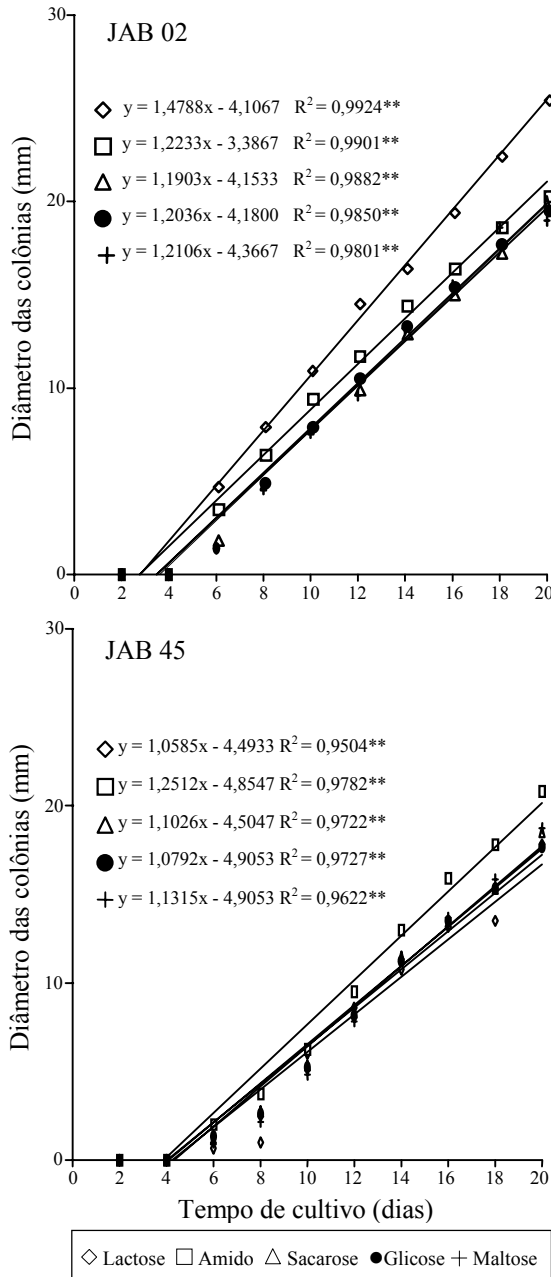 30
JAB 02
y = 1,4788x - 4,1067 R² = 0,9924**
y = 1,2233x - 3,3867 R² = 0,9901**
20
y = 1,1903x - 4,1533 R² = 0,9882**
y = 1,2036x - 4,1800 R² = 0,9850**
y = 1,2106x - 4,3667 R² = 0,9801**
Diâmetro das colônias (mm)
10
0
0 2 4 6 8 10 12 14 16 18 20
30
JAB 45
y = 1,0585x - 4,4933 R² = 0,9504**
y = 1,2512x - 4,8547 R² = 0,9782**
20
y = 1,1026x - 4,5047 R² = 0,9722**
y = 1,0792x - 4,9053 R² = 0,9727**
y = 1,1315x - 4,9053 R² = 0,9622**
Diâmetro das colônias (mm)
10
0
0 2 4 6 8 10 12 14 16 18 20
Tempo de cultivo (dias)
Lactose Amido Sacarose Glicose Maltose